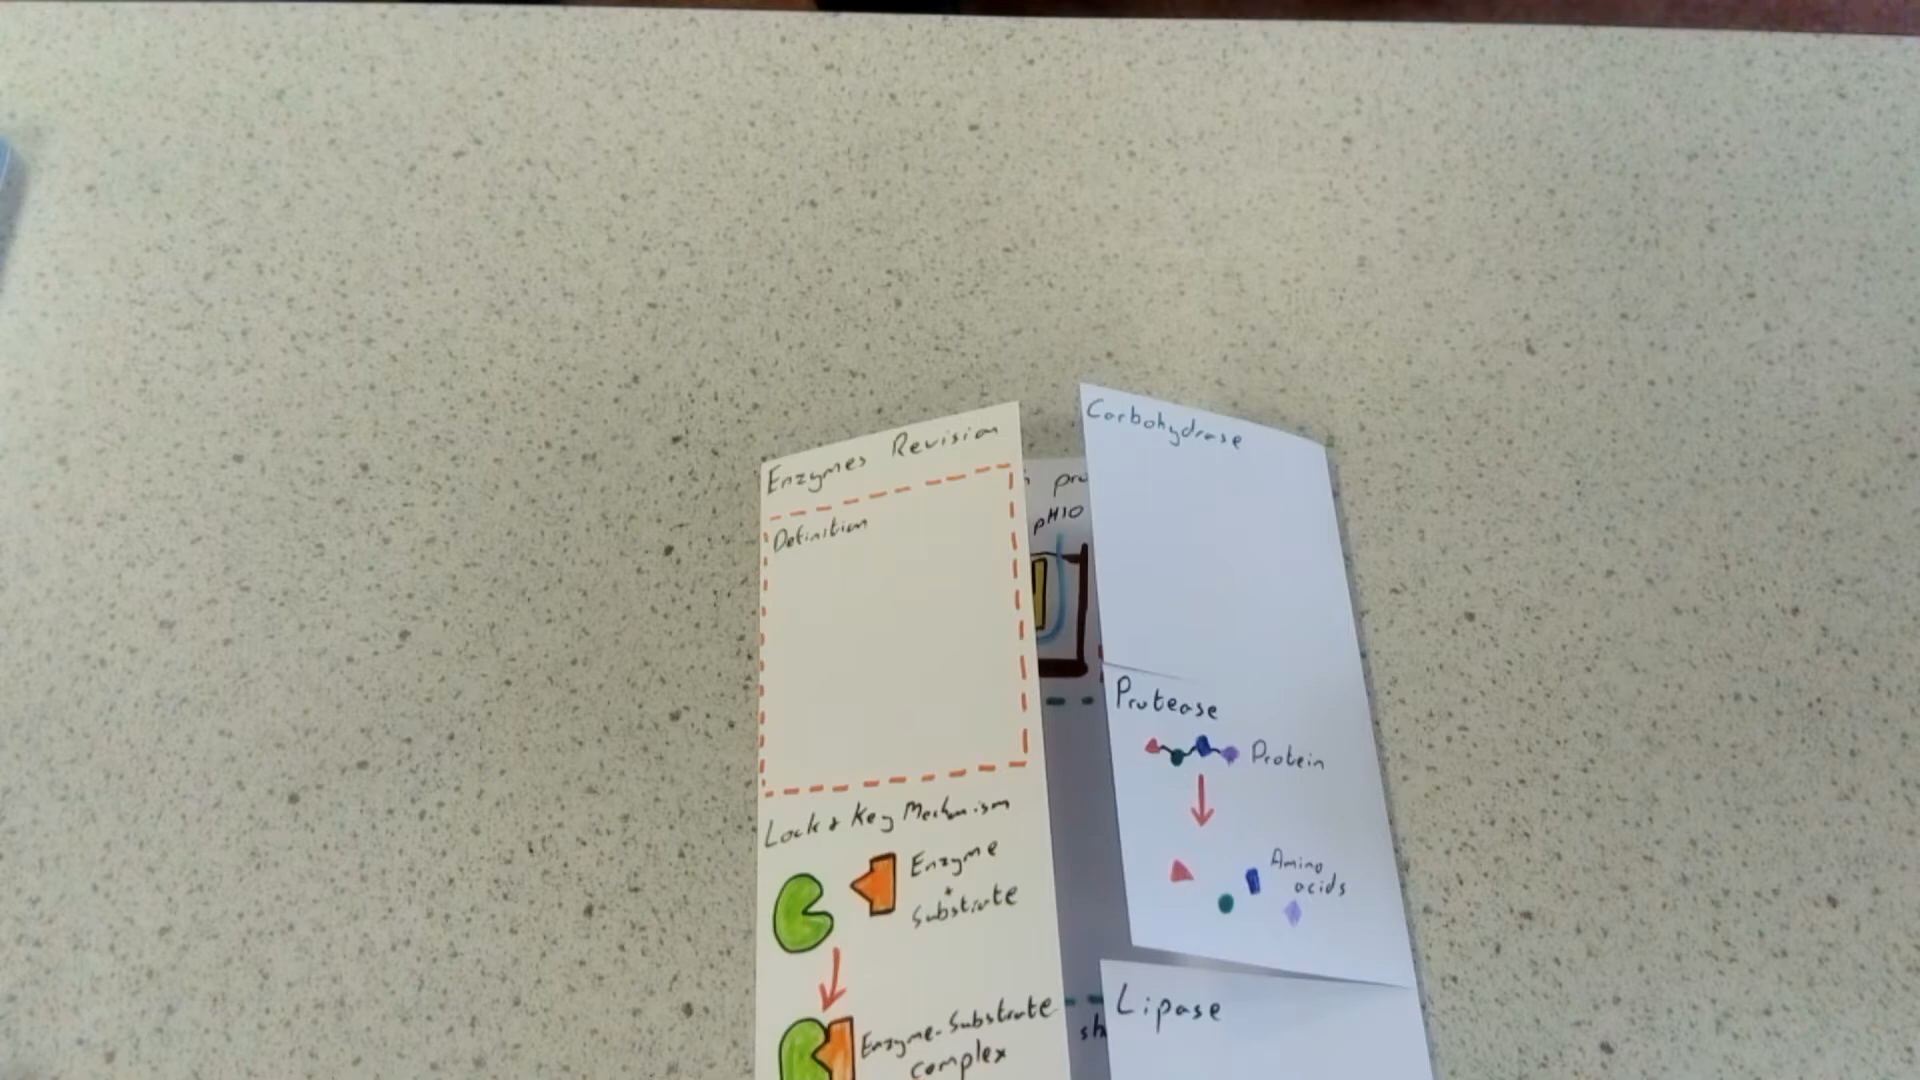 Enzymes Revision
Definition
Lock & Key Mechanism
Enzyme
+
Substrate
Enzyme-Substrate
complex
pH10
Carbohydrase
Protease
Protein
Amino
acids
Lipase